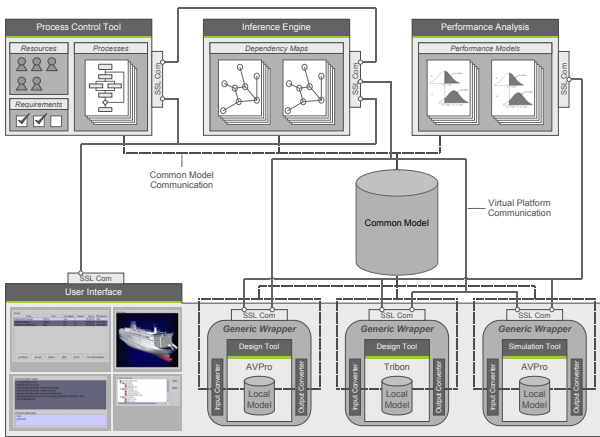 Process Control Tool
Resources
Processes
Requirements
SSL Com
Inference Engine
Dependency Maps
SSL Com
Performance Analysis
Performance Models
SSL Com
Common Model
Communication
Common Model
Virtual Platform
Communication
SSL Com
User Interface
SSL Com
Generic Wrapper
Design Tool
AVPro
Input Converter
Local
Model
Output Converter
SSL Com
Generic Wrapper
Design Tool
Tribon
Input Converter
Local
Model
Output Converter
SSL Com
Generic Wrapper
Simulation Tool
AVPro
Input Converter
Local
Model
Output Converter